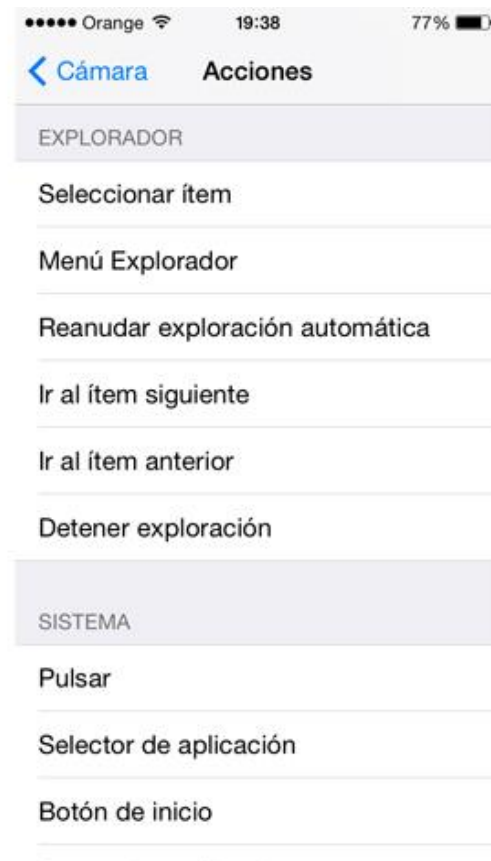 Orange 19:38 77%
Cámara Acciones
EXPLORADOR
Seleccionar ítem
Menú Explorador
Reanudar exploración automática
Ir al ítem siguiente
Ir al ítem anterior
Detener exploración
SISTEMA
Pulsar
Selector de aplicación
Botón de inicio